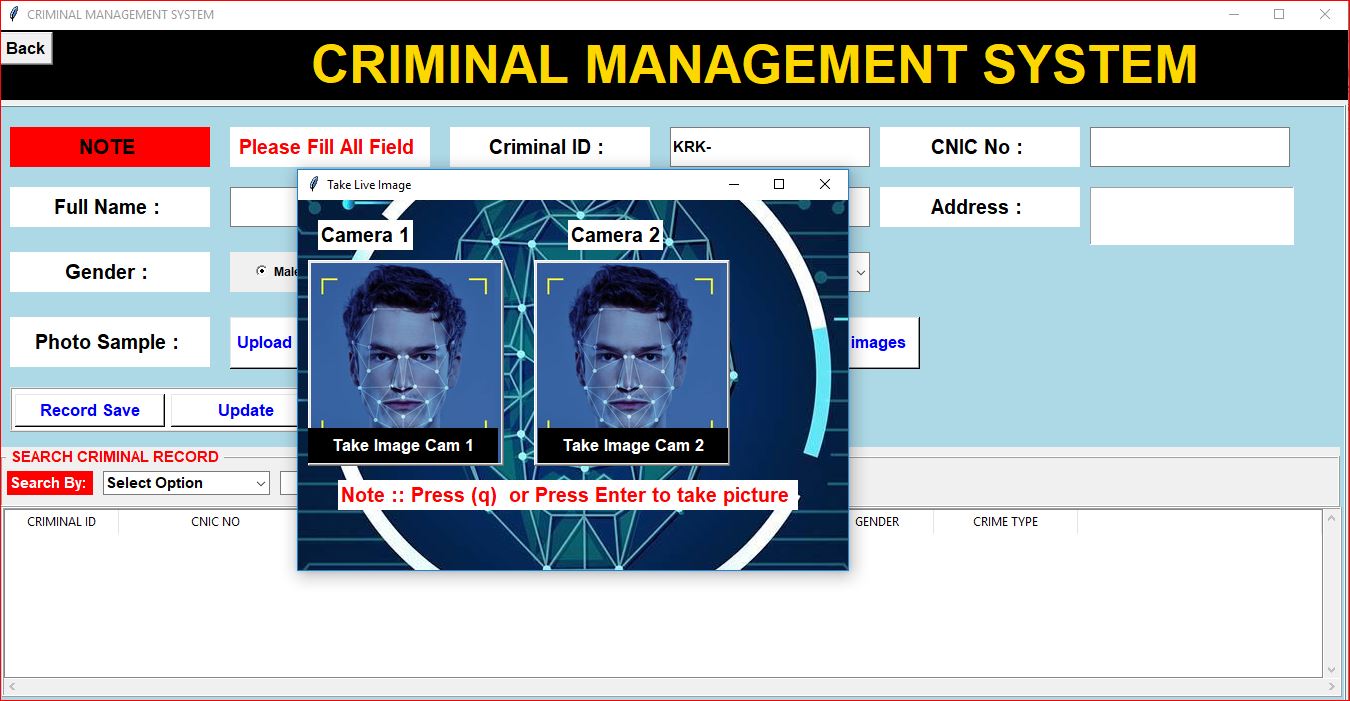 CRIMINAL MANAGEMENT SYSTEM
Back
CRIMINAL MANAGEMENT SYSTEM
NOTE
Please Fill All Field
Criminal ID :
KRK-
CNIC No :
Full Name :
Address :
Gender :
Male
Photo Sample :
Upload
images
Record Save
Update
Take Live Image
Camera 1
Camera 2
Take Image Cam 1
Take Image Cam 2
Note :: Press (q)  or Press Enter to take picture
SEARCH CRIMINAL RECORD
Search By:
Select Option
CRIMINAL ID
CNIC NO
GENDER
CRIME TYPE